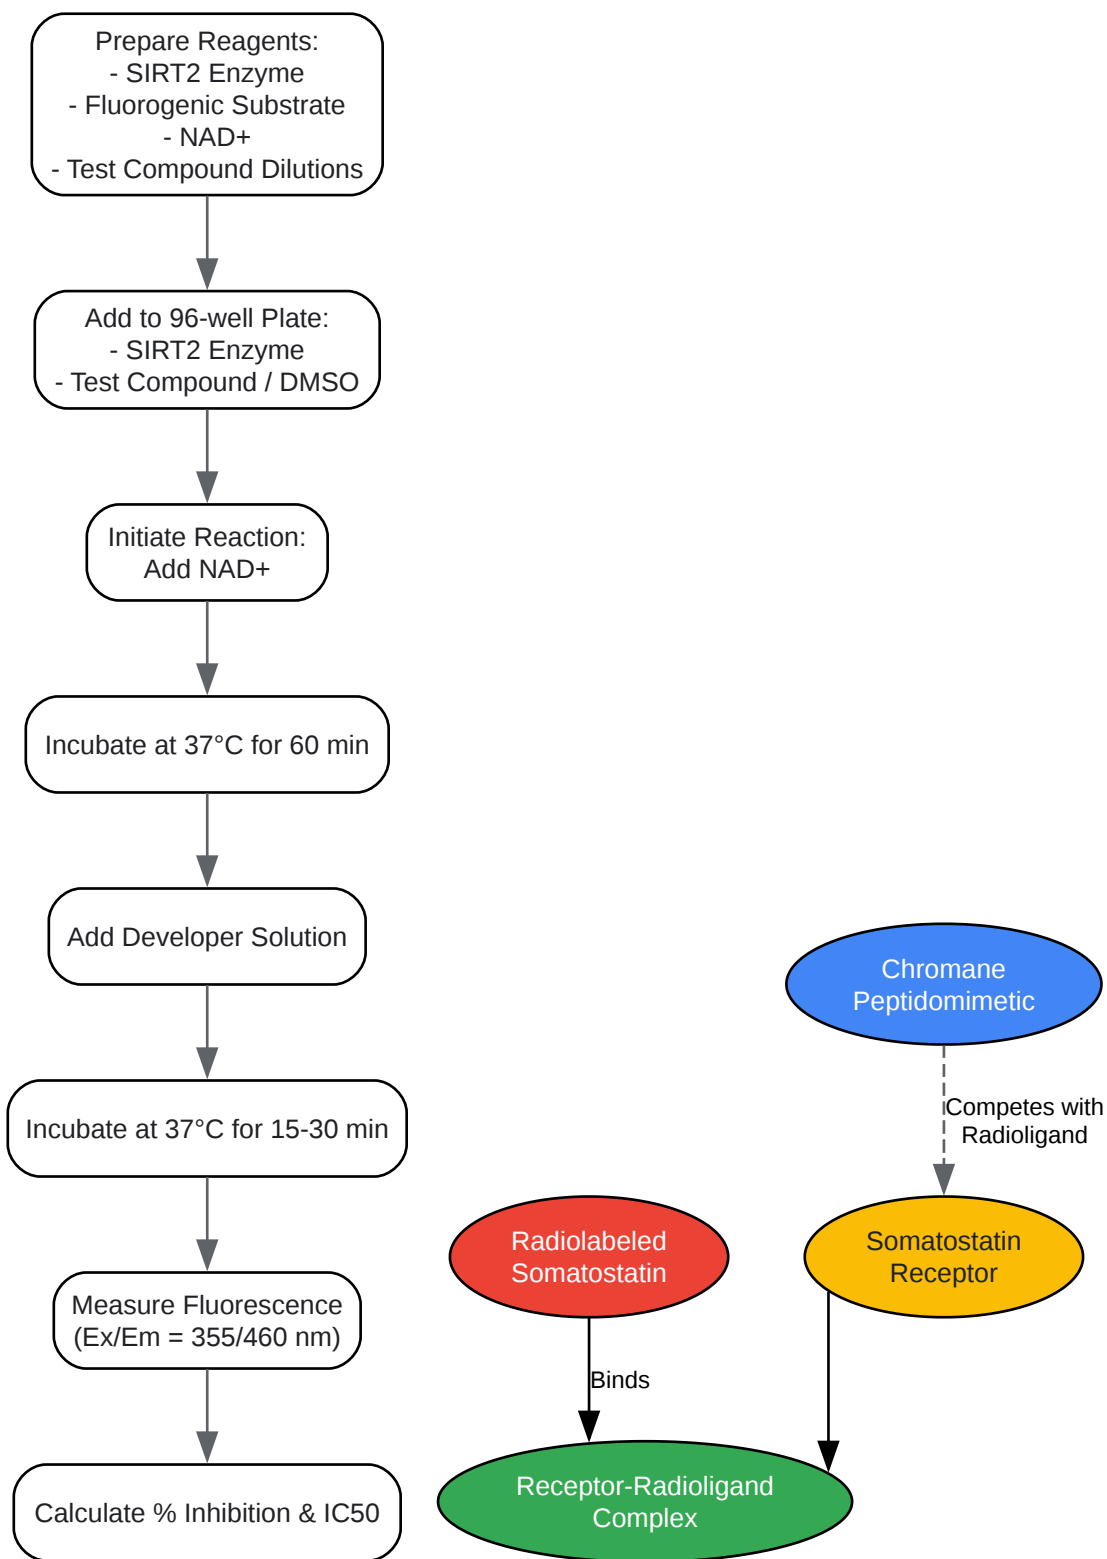 Prepare Reagents:
- SIRT2 Enzyme
- Fluorogenic Substrate
- NAD+
- Test Compound Dilutions
Add to 96-well Plate:
- SIRT2 Enzyme
- Test Compound / DMSO
Initiate Reaction:
Add NAD+
Incubate at 37°C for 60 min
Add Developer Solution
Incubate at 37°C for 15-30 min
Measure Fluorescence
(Ex/Em = 355/460 nm)
Calculate % Inhibition & IC50
Chromane
Peptidomimetic
Competes with
Radioligand
Radiolabeled
Somatostatin
Somatostatin
Receptor
Binds
Receptor-Radioligand
Complex